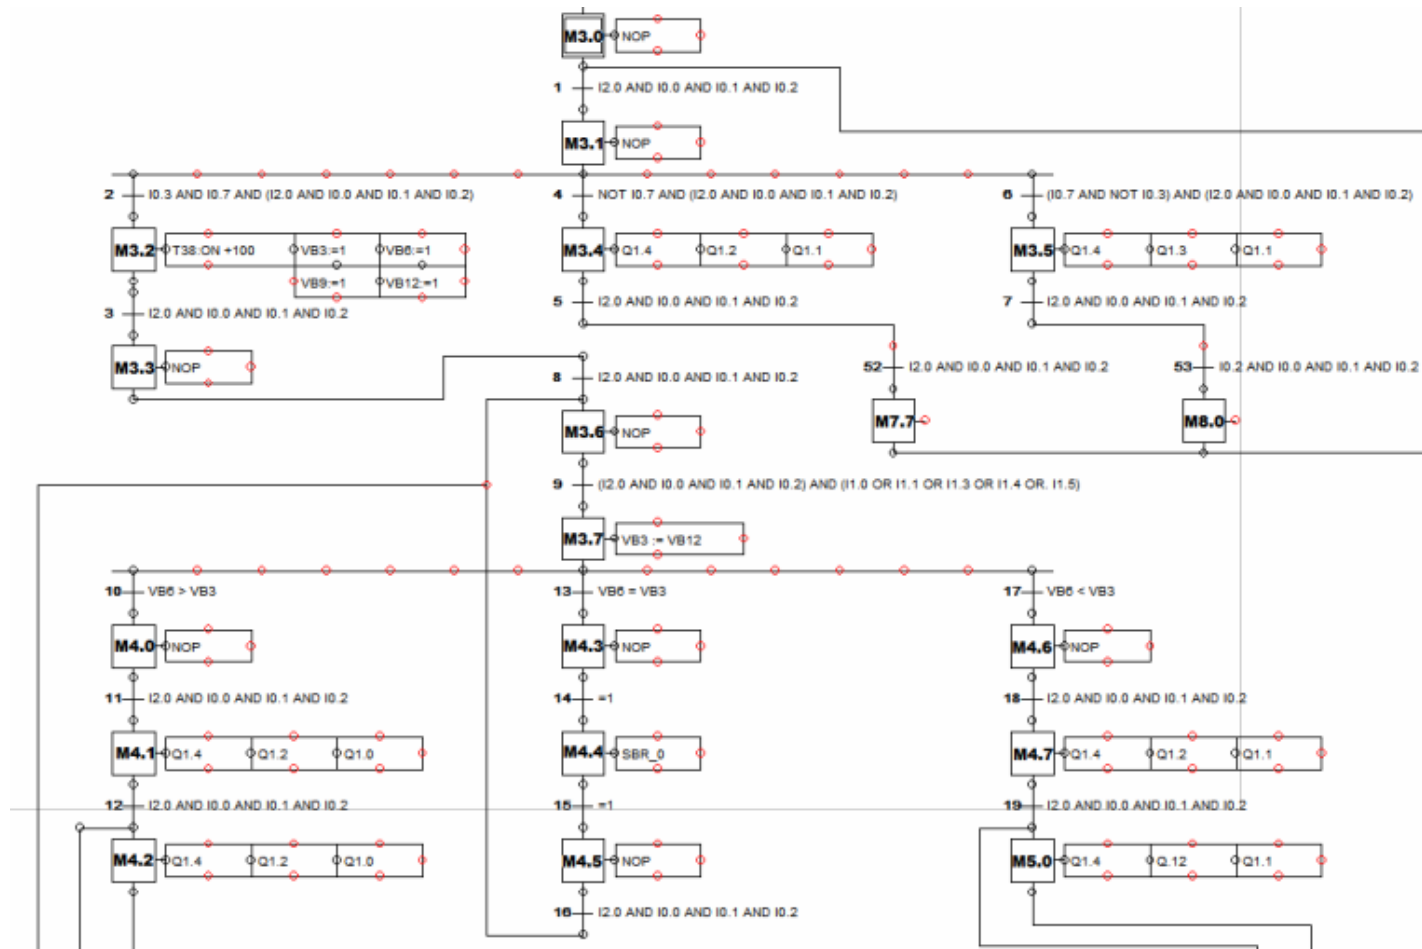 M3.0 NOP
1 I2.0 AND I0.0 AND I0.1 AND I0.2
M3.1 NOP
2 I0.3 AND I0.7 AND (I2.0 AND I0.0 AND I0.1 AND I0.2)
4 NOT I0.7 AND (I2.0 AND I0.0 AND I0.1 AND I0.2)
6 (I0.7 AND NOT I0.3) AND (I2.0 AND I0.0 AND I0.1 AND I0.2)
M3.2 T38:ON +100 VB3:=1 VB6:=1
VB9:=1 VB12:=1
M3.4 Q1.4 Q1.2 Q1.1
M3.5 Q1.4 Q1.3 Q1.1
3 I2.0 AND I0.0 AND I0.1 AND I0.2
5 I2.0 AND I0.0 AND I0.1 AND I0.2
7 I2.0 AND I0.0 AND I0.1 AND I0.2
M3.3 NOP
8 I2.0 AND I0.0 AND I0.1 AND I0.2
52 I2.0 AND I0.0 AND I0.1 AND I0.2
53 I0.2 AND I0.0 AND I0.1 AND I0.2
M3.6 NOP
M7.7
M8.0
9 (I2.0 AND I0.0 AND I0.1 AND I0.2) AND (I1.0 OR I1.1 OR I1.3 OR I1.4 OR. I1.5)
M3.7 VB3 := VB12
10 VB6 > VB3
13 VB6 = VB3
17 VB6 < VB3
M4.0 NOP
M4.3 NOP
M4.6 NOP
11 I2.0 AND I0.0 AND I0.1 AND I0.2
14 =1
18 I2.0 AND I0.0 AND I0.1 AND I0.2
M4.1 Q1.4 Q1.2 Q1.0
M4.4 SBR_0
M4.7 Q1.4 Q1.2 Q1.1
12 I2.0 AND I0.0 AND I0.1 AND I0.2
15 =1
19 I2.0 AND I0.0 AND I0.1 AND I0.2
M4.2 Q1.4 Q1.2 Q1.0
M4.5 NOP
M5.0 Q1.4 Q.12 Q1.1
16 I2.0 AND I0.0 AND I0.1 AND I0.2